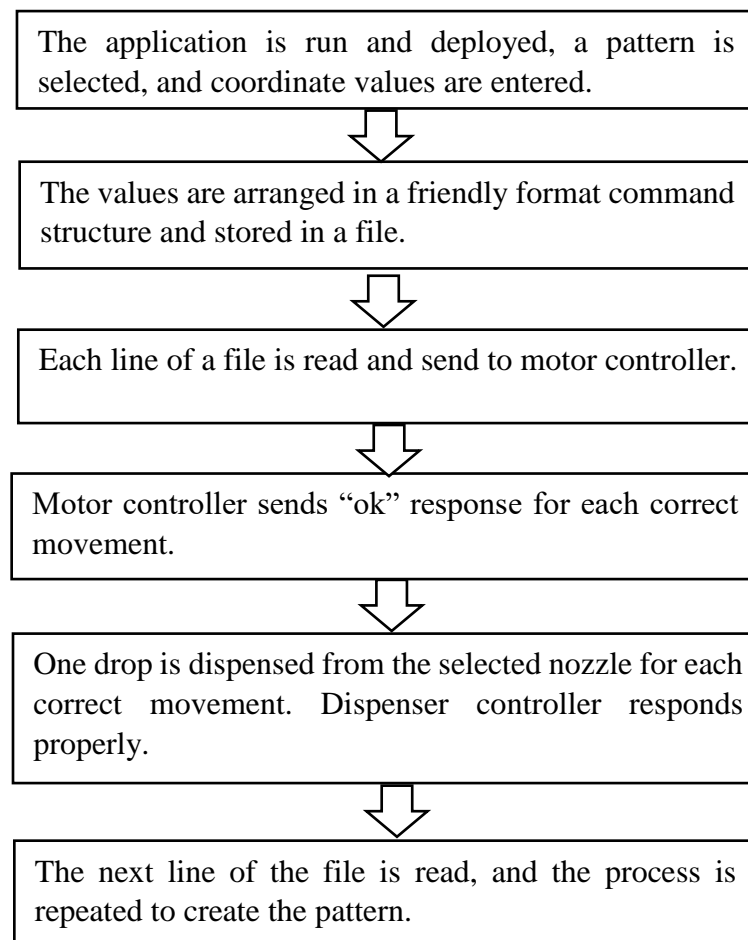 The application is run and deployed, a pattern is
selected, and coordinate values are entered.
The values are arranged in a friendly format command
structure and stored in a file.
Each line of a file is read and send to motor controller.
Motor controller sends “ok” response for each correct
movement.
One drop is dispensed from the selected nozzle for each
correct movement. Dispenser controller responds
properly.
The next line of the file is read, and the process is
repeated to create the pattern.